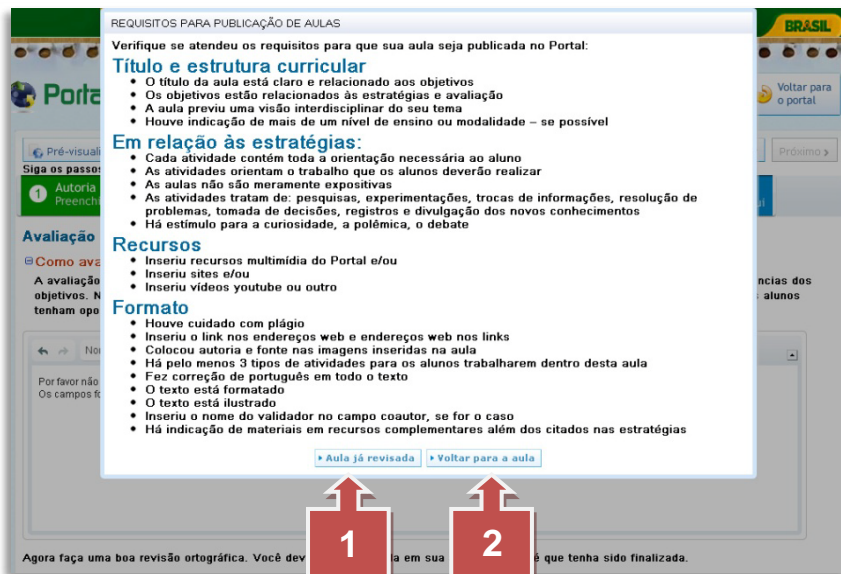 REQUISITOS PARA PUBLICAÇÃO DE AULAS
BRASIL
Verifique se atendeu os requisitos para que sua aula seja publicada no Portal:
Título e estrutura curricular
• O título da aula está claro e relacionado aos objetivos
• Os objetivos estão relacionados às estratégias e avaliação
• A aula previu uma visão interdisciplinar do seu tema
• Houve indicação de mais de um nível de ensino ou modalidade – se possível
Voltar para
o portal
Em relação às estratégias:
• Cada atividade contém toda a orientação necessária ao aluno
• As atividades orientam o trabalho que os alunos deverão realizar
• As aulas não são meramente expositivas
• As atividades tratam de: pesquisas, experimentações, trocas de informações, resolução de
problemas, tomada de decisões, registros e divulgação dos novos conhecimentos
• Há estímulo para a curiosidade, a polêmica, o debate
Próximo
Siga os
1 Autoria
Recursos
• Inseriu recursos multimídia do Portal e/ou
• Inseriu sites e/ou
• Inseriu vídeos youtube ou outro
Avaliação
Como
A avaliação
dos
objetivos.
alunos
tenham
Formato
• Houve cuidado com plágio
• Inseriu o link nos endereços web e endereços web nos links
• Colocou autoria e fonte nas imagens inseridas na aula
• Há pelo menos 3 tipos de atividades para os alunos trabalharem dentro desta aula
• Fez correção de português em todo o texto
• O texto está formatado
• O texto está ilustrado
• Inseriu o nome do validador no campo coautor, se for o caso
• Há indicação de materiais em recursos complementares além dos citados nas estratégias
Por favor não
Os campos
Aula já revisada
Voltar para a aula
1
2
Agora faça uma boa revisão ortográfica. Você
em sua
que tenha sido finalizada.